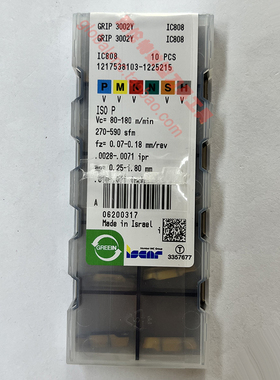 GRIP 3002Y IC808
GRIP 3002Y IC808
IC808 10 PCS
1217538103-1225215
P M K N S H
V V V V V
ISO P
Vc= 80-180 m/min
270-590 sfm
fz= 0.07-0.18 mm/rev
.0028-.0071 ipr
0.25-1.80 mm
inch
A
06200317
Made in Israel
GREEIN
iscar
T
3357677